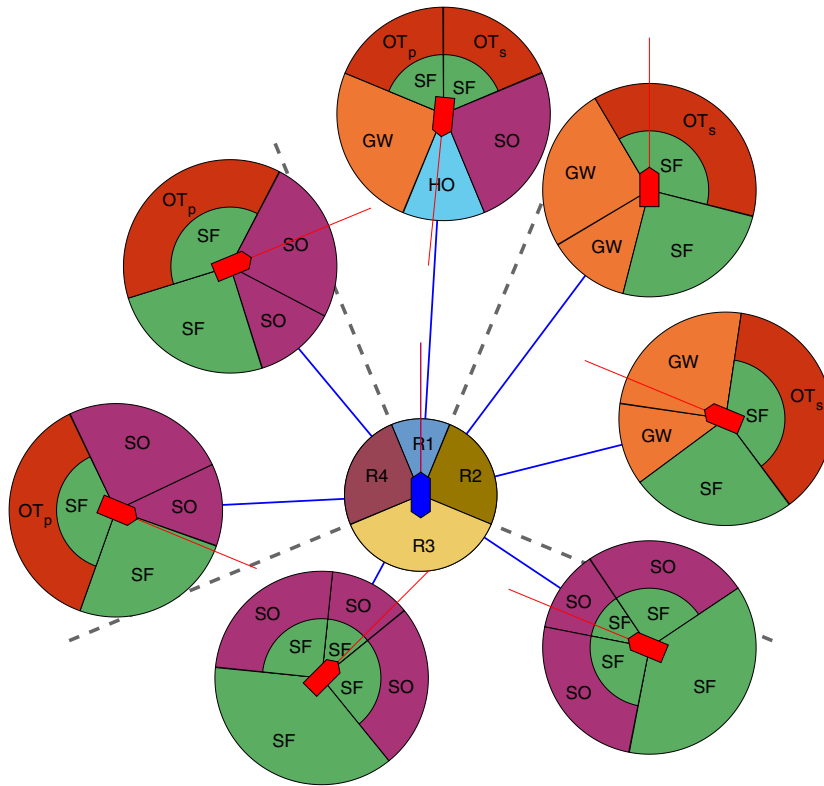 OTₚ OTₛ
SF SF
GW SO
HO
OTₛ
SF
GW
GW SF
OTₚ
SF SO
SF SO
GW
OTₛ
SF
GW
SF
R1
R4 R2
R3
SO
SO
SF
OTₚ
SF
SO SO
SF SF
SF SO
SF
SO
SO
SF SF
SF
SO SF